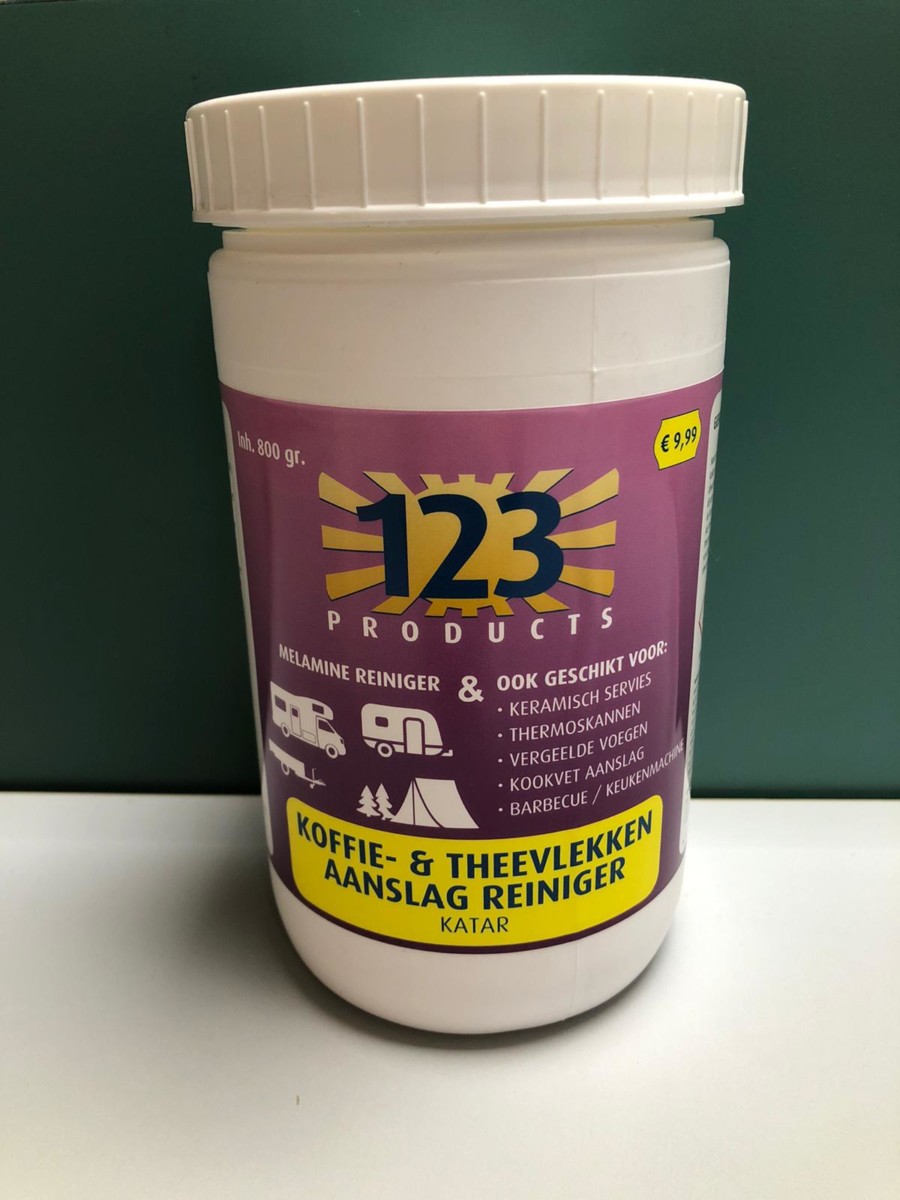 Inh. 800 gr.
€ 9,99
123
PRODUCTS
MELAMINE REINIGER
&
OOK GESCHIKT VOOR:
• KERAMISCH SERVIES
• THERMOSKANNEN
• VERGEELDE VOEGEN
• KOOKVET AANSLAG
• BARBECUE / KEUKENMACHINE
KOFFIE- & THEEVLEKKEN
AANSLAG REINIGER
KATAR